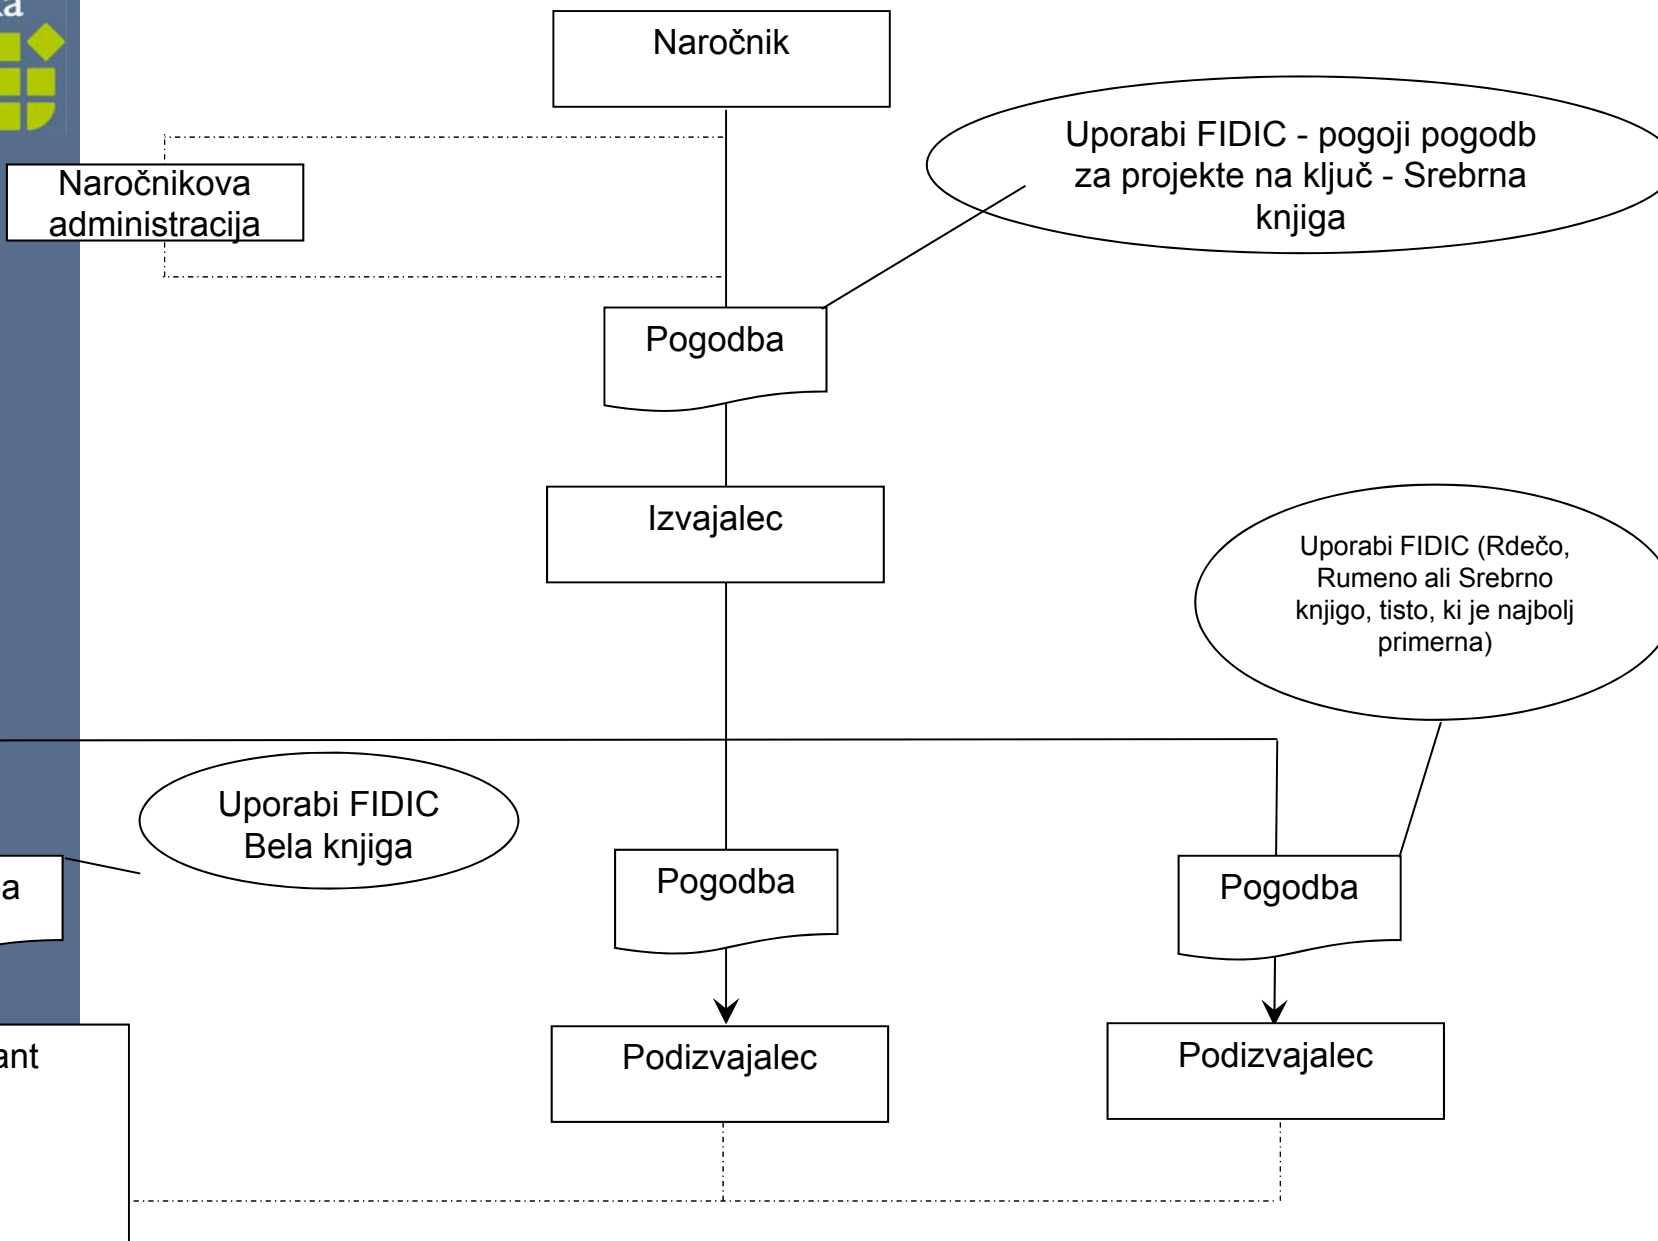 Naročnik
Uporabi FIDIC - pogoji pogodb
za projekte na ključ - Srebrna
knjiga
Naročnikova
administracija
Pogodba
Izvajalec
Uporabi FIDIC (Rdečo,
Rumeno ali Srebrno
knjigo, tisto, ki je najbolj
primerna)
Uporabi FIDIC
Bela knjiga
Pogodba
Pogodba
Podizvajalec
Podizvajalec